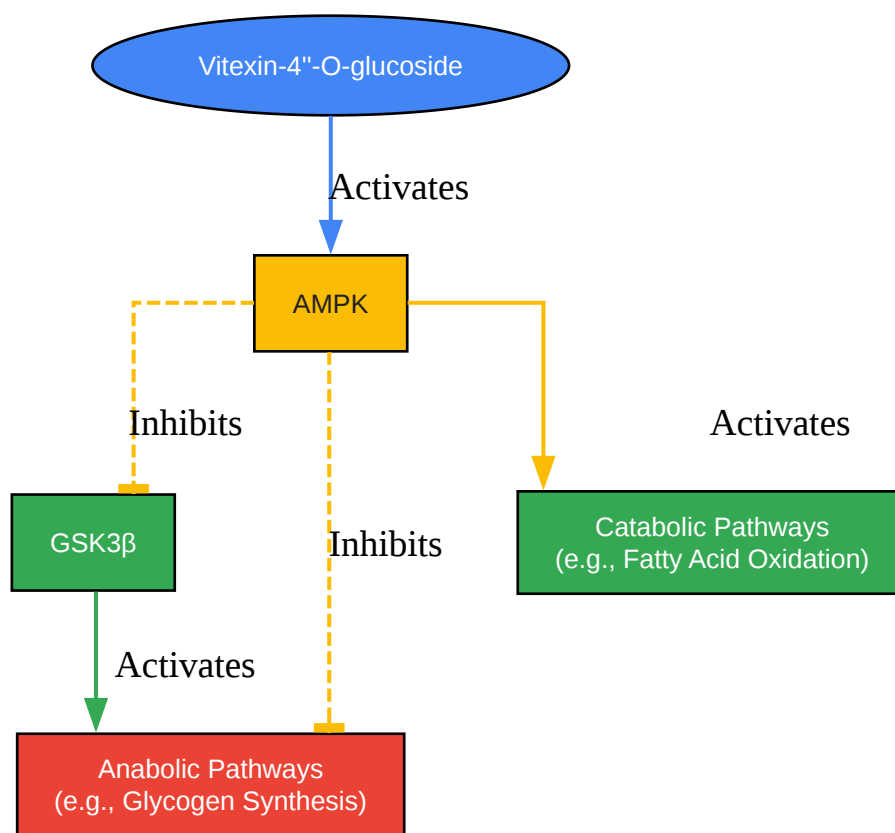 Vitexin-4"-O-glucoside
Activates
AMPK
Inhibits
Activates
GSK3β
Inhibits
Catabolic Pathways
(e.g., Fatty Acid Oxidation)
Activates
Anabolic Pathways
(e.g., Glycogen Synthesis)